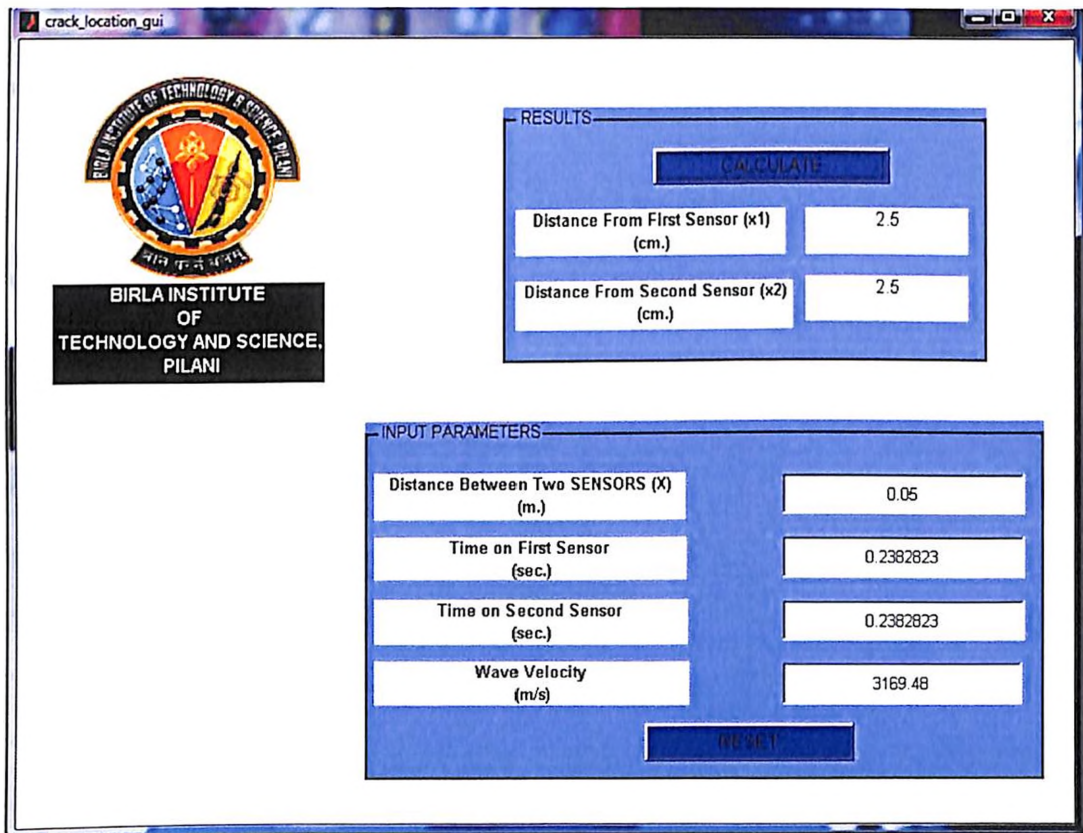 crack_location_gui
BIRLA INSTITUTE OF TECHNOLOGY & SCIENCE, PILANI
BIRLA INSTITUTE
OF
TECHNOLOGY AND SCIENCE,
PILANI
RESULTS
CALCULATE
Distance From First Sensor (x1)
(cm.)
2.5
Distance From Second Sensor (x2)
(cm.)
2.5
INPUT PARAMETERS
Distance Between Two SENSORS (X)
(m.)
0.05
Time on First Sensor
(sec.)
0.2382823
Time on Second Sensor
(sec.)
0.2382823
Wave Velocity
(m/s)
3169.48
RESET